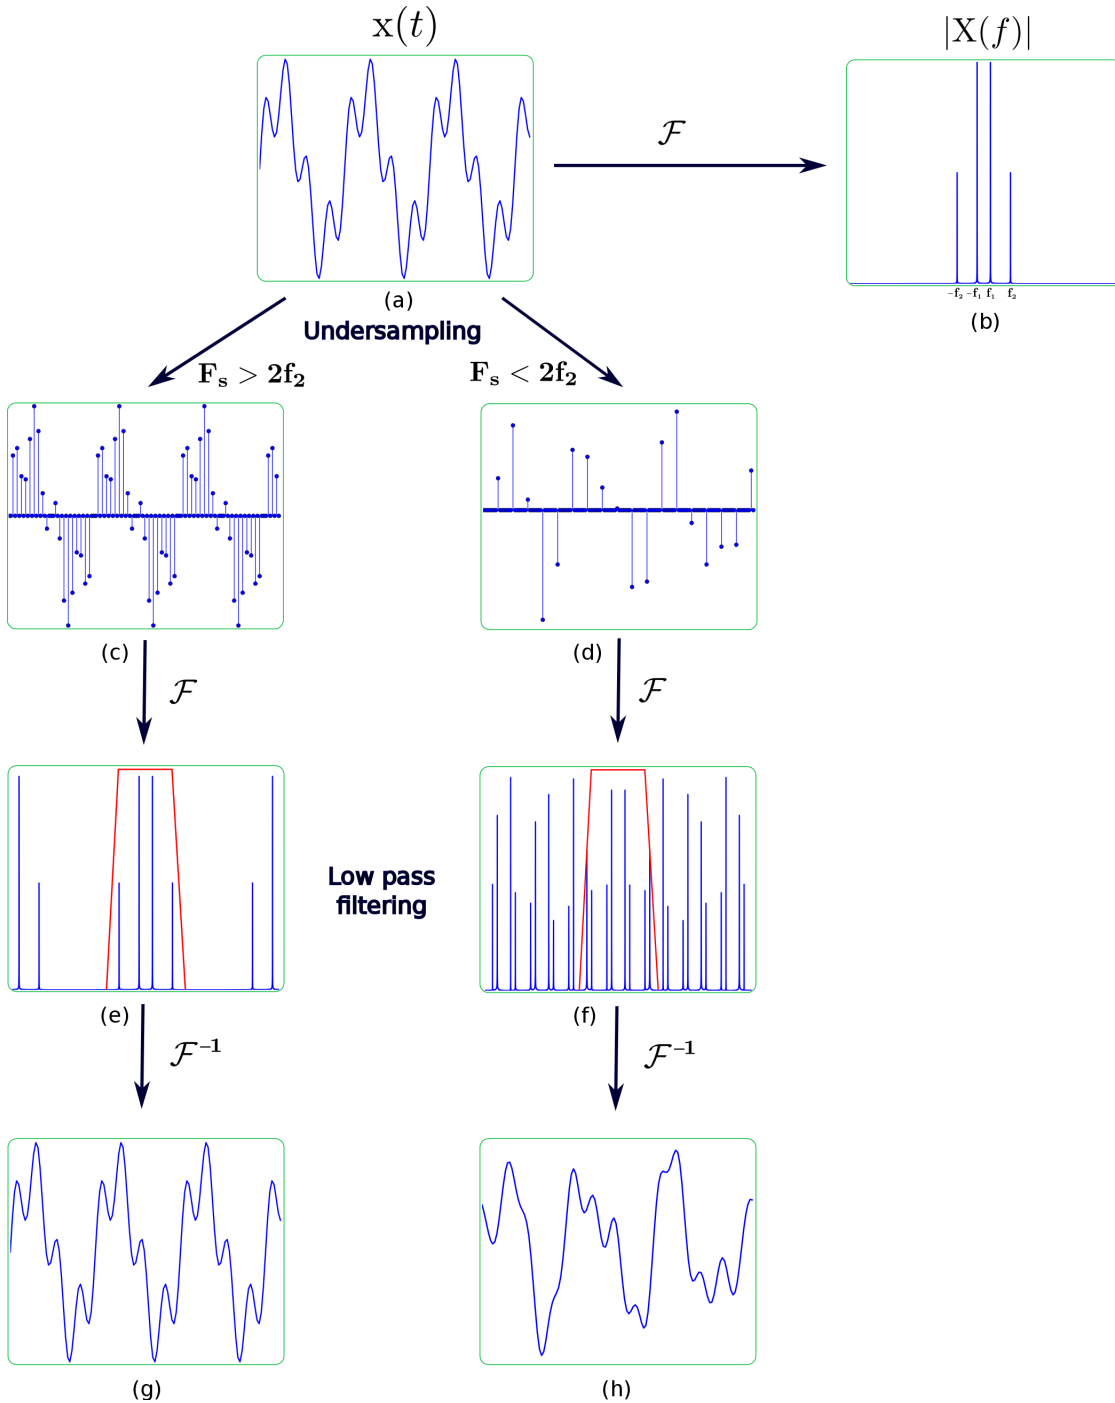 x(t)
|X(f)|
𝓕
−f₂ −f₁ f₁ f₂
(a)
(b)
Undersampling
Fₛ > 2f₂
Fₛ < 2f₂
(c)
(d)
𝓕
𝓕
Low pass
filtering
(e)
(f)
𝓕⁻¹
𝓕⁻¹
(g)
(h)